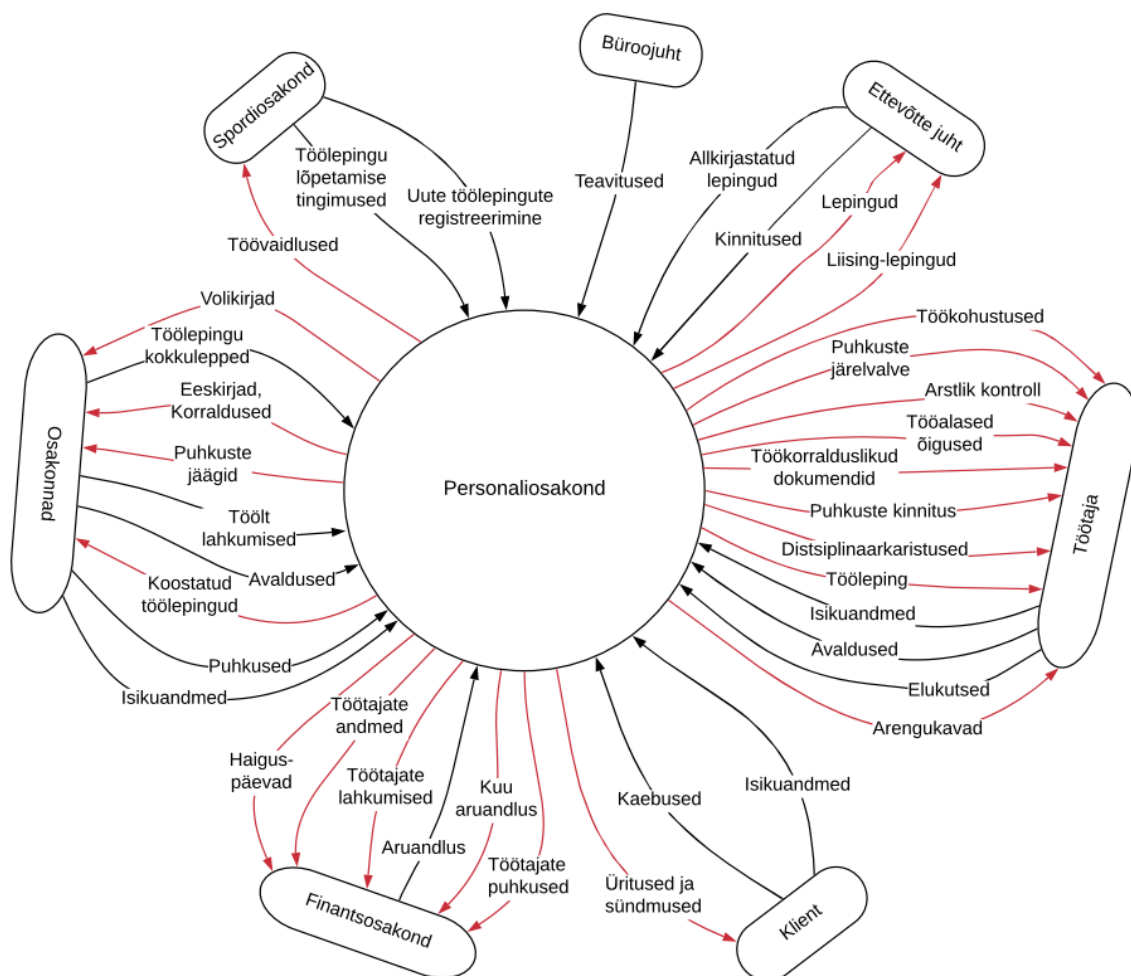 Büroojuht
Spordiosakond
Ettevõtte juht
Töölepingu
lõpetamise
tingimused
Uute töölepingute
registreerimine
Töövaidlused
Teavitused
Allkirjastatud
lepingud
Kinnitused
Lepingud
Liising-lepingud
Volikirjad
Töölepingu
kokkulepped
Eeskirjad,
Korraldused
Puhkuste
jäägid
Töölt
lahkumised
Avaldused
Koostatud
töölepingud
Puhkused
Isikuandmed
Osakonnad
Personaliosakond
Töökohustused
Puhkuste
järelvalve
Arstlik kontroll
Tööalased
õigused
Töökorralduslikud
dokumendid
Puhkuste kinnitus
Distsiplinaarkaristused
Tööleping
Isikuandmed
Avaldused
Elukutsed
Arengukavad
Töötaja
Haigus-
päevad
Töötajate
andmed
Töötajate
lahkumised
Aruandlus
Kuu
aruandlus
Töötajate
puhkused
Üritused ja
sündmused
Kaebused
Isikuandmed
Finantsosakond
Klient